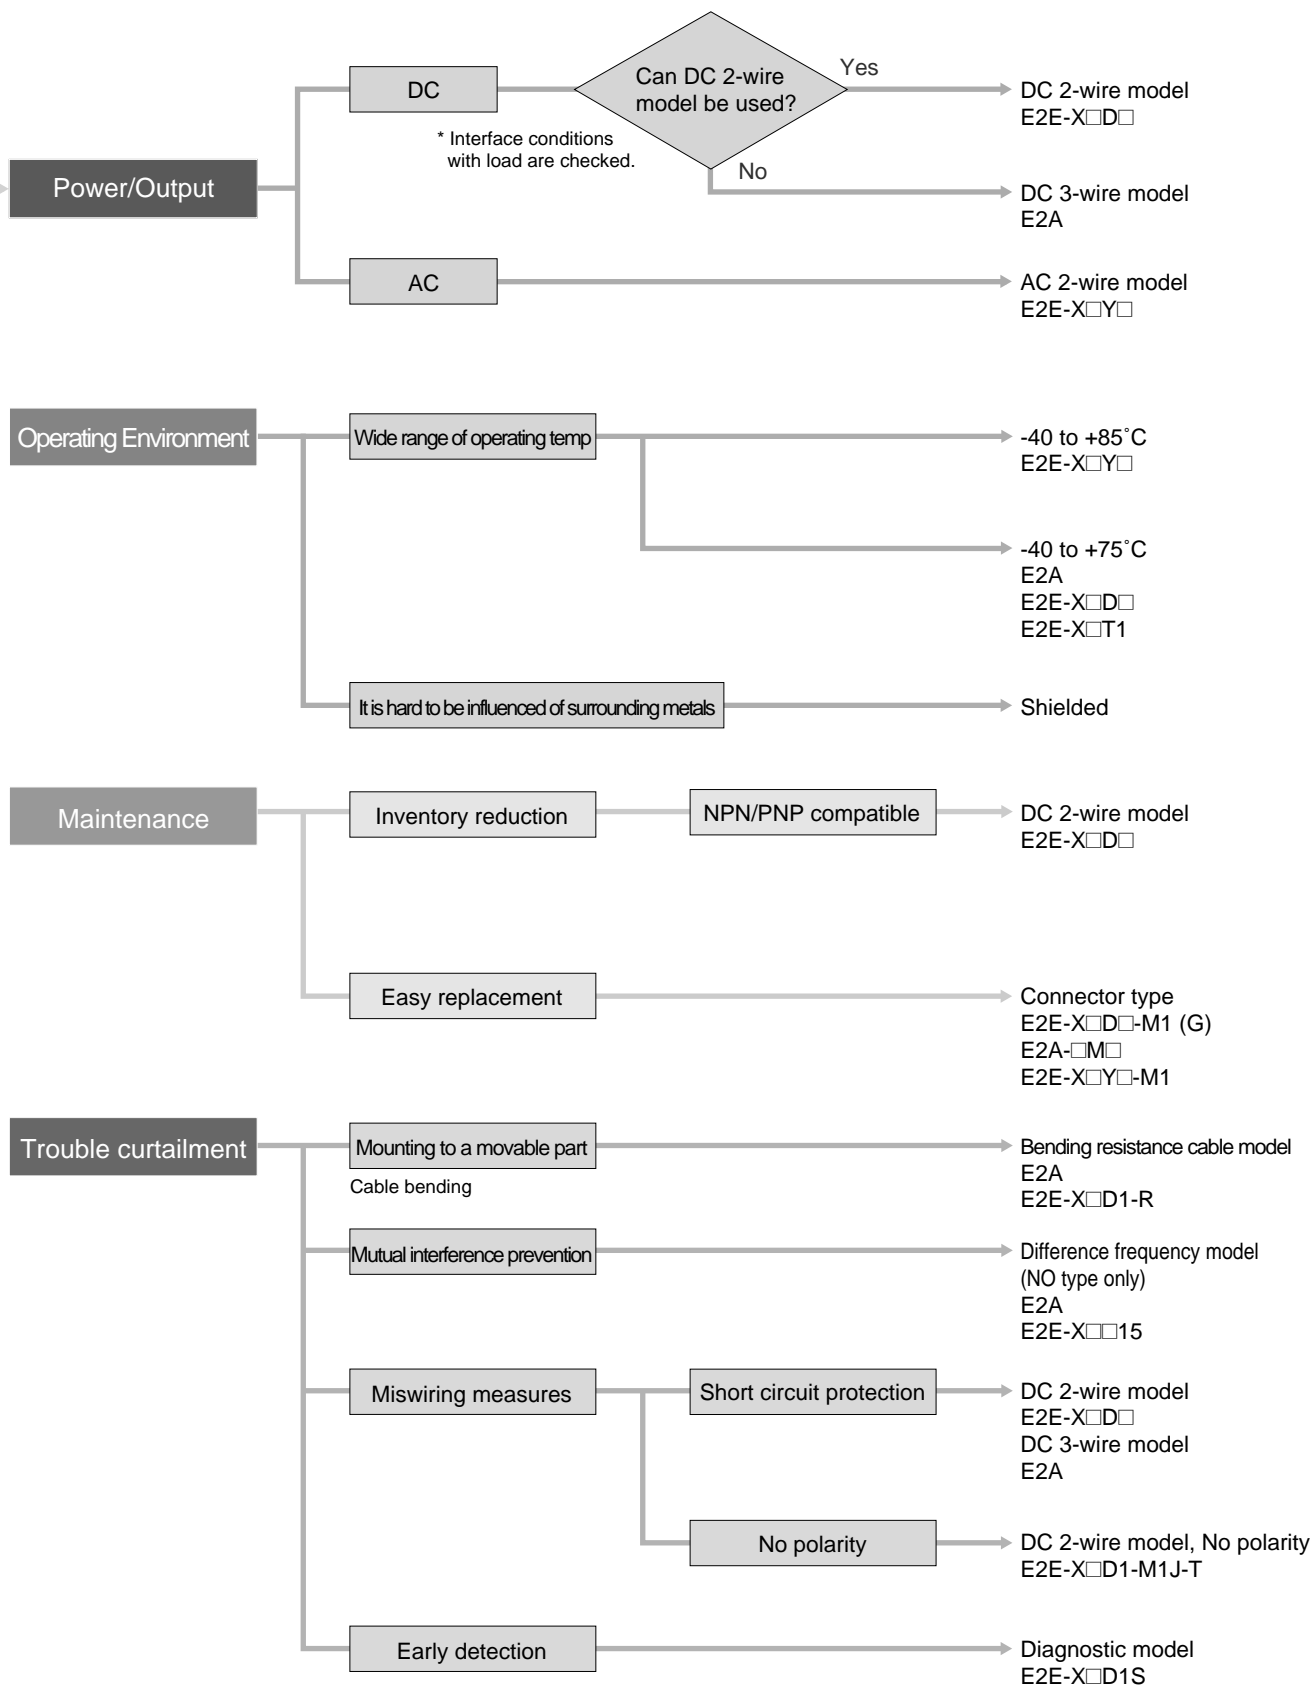 Power/Output
DC
* Interface conditions
with load are checked.
Can DC 2-wire
model be used?
Yes
DC 2-wire model
E2E-X□D□
No
DC 3-wire model
E2A
AC
AC 2-wire model
E2E-X□Y□
Operating Environment
Wide range of operating temp
-40 to +85˚C
E2E-X□Y□
-40 to +75˚C
E2A
E2E-X□D□
E2E-X□T1
It is hard to be influenced of surrounding metals
Shielded
Maintenance
Inventory reduction
NPN/PNP compatible
DC 2-wire model
E2E-X□D□
Easy replacement
Connector type
E2E-X□D□-M1 (G)
E2A-□M□
E2E-X□Y□-M1
Trouble curtailment
Mounting to a movable part
Cable bending
Bending resistance cable model
E2A
E2E-X□D1-R
Mutual interference prevention
Difference frequency model
(NO type only)
E2A
E2E-X□□15
Miswiring measures
Short circuit protection
DC 2-wire model
E2E-X□D□
DC 3-wire model
E2A
No polarity
DC 2-wire model, No polarity
E2E-X□D1-M1J-T
Early detection
Diagnostic model
E2E-X□D1S